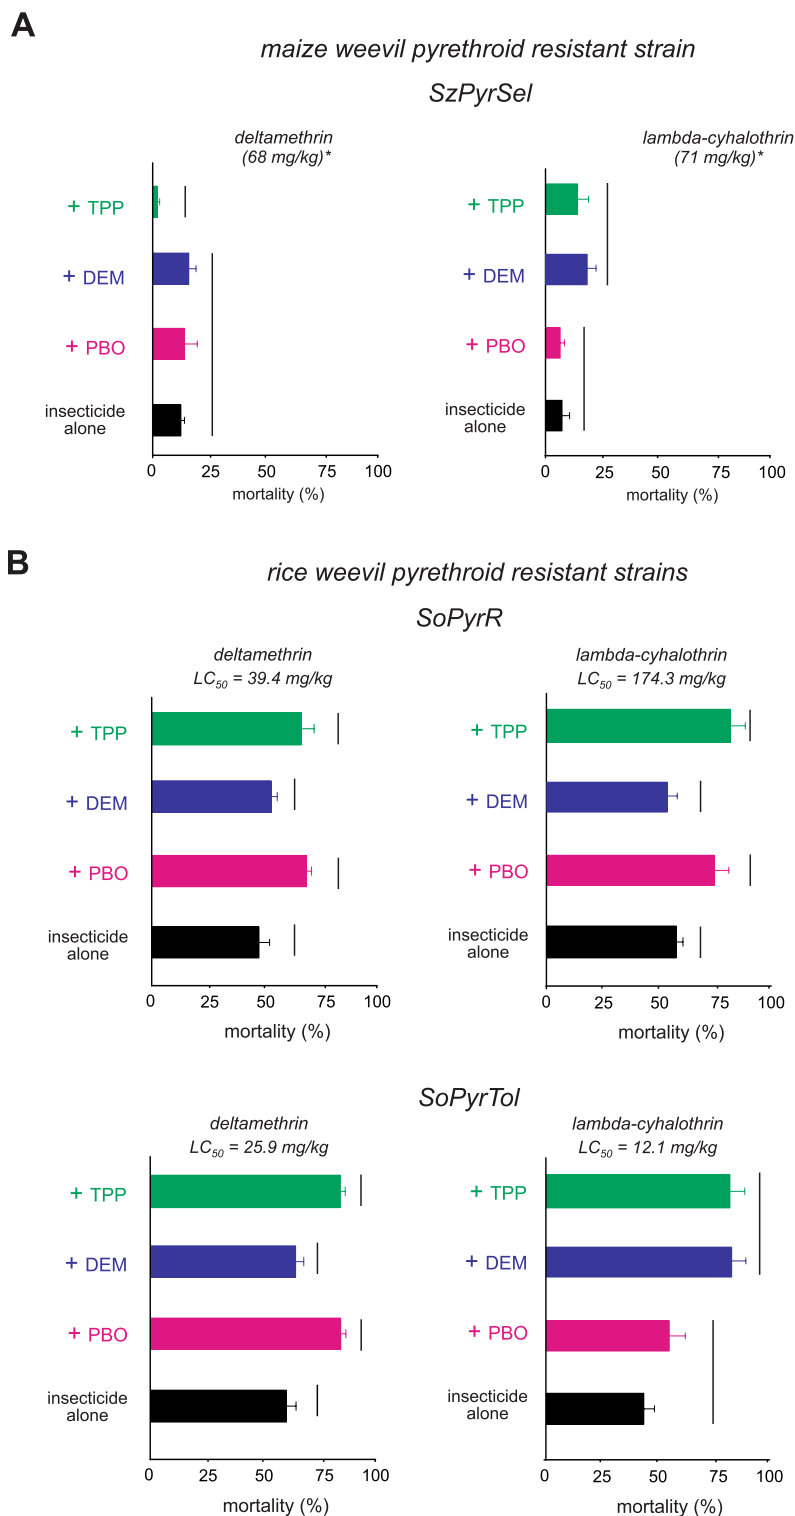 A
maize weevil pyrethroid resistant strain
SzPyrSel
deltamethrin
(68 mg/kg)*
+ TPP
+ DEM
+ PBO
insecticide
alone
0 25 50 75 100
mortality (%)
lambda-cyhalothrin
(71 mg/kg)*
+ TPP
+ DEM
+ PBO
insecticide
alone
0 25 50 75 100
mortality (%)
B
rice weevil pyrethroid resistant strains
SoPyrR
deltamethrin
LC50 = 39.4 mg/kg
+ TPP
+ DEM
+ PBO
insecticide
alone
0 25 50 75 100
mortality (%)
lambda-cyhalothrin
LC50 = 174.3 mg/kg
+ TPP
+ DEM
+ PBO
insecticide
alone
0 25 50 75 100
mortality (%)
SoPyrTol
deltamethrin
LC50 = 25.9 mg/kg
+ TPP
+ DEM
+ PBO
insecticide
alone
0 25 50 75 100
mortality (%)
lambda-cyhalothrin
LC50 = 12.1 mg/kg
+ TPP
+ DEM
+ PBO
insecticide
alone
0 25 50 75 100
mortality (%)